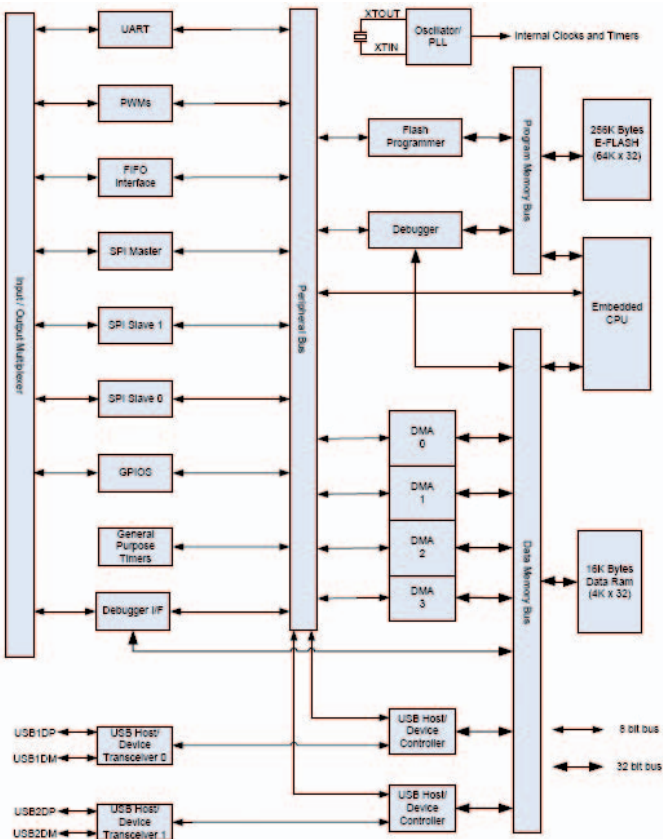 UART
PWMs
FIFO
Interface
SPI Master
SPI Slave 1
SPI Slave 0
GPIOS
General
Purpose
Timers
Debugger I/F
Input / Output Multiplexer
Peripheral Bus
XTOUT
XTIN
Oscillator/
PLL
Internal Clocks and Timers
Flash
Programmer
Debugger
Program Memory Bus
256K Bytes
E-FLASH
(64K x 32)
Embedded
CPU
DMA
0
DMA
1
DMA
2
DMA
3
Data Memory Bus
16K Bytes
Data Ram
(4K x 32)
USB1DP
USB1DM
USB Host/
Device
Transceiver 0
USB Host/
Device
Controller
USB2DP
USB2DM
USB Host/
Device
Transceiver 1
USB Host/
Device
Controller
8 bit bus
32 bit bus